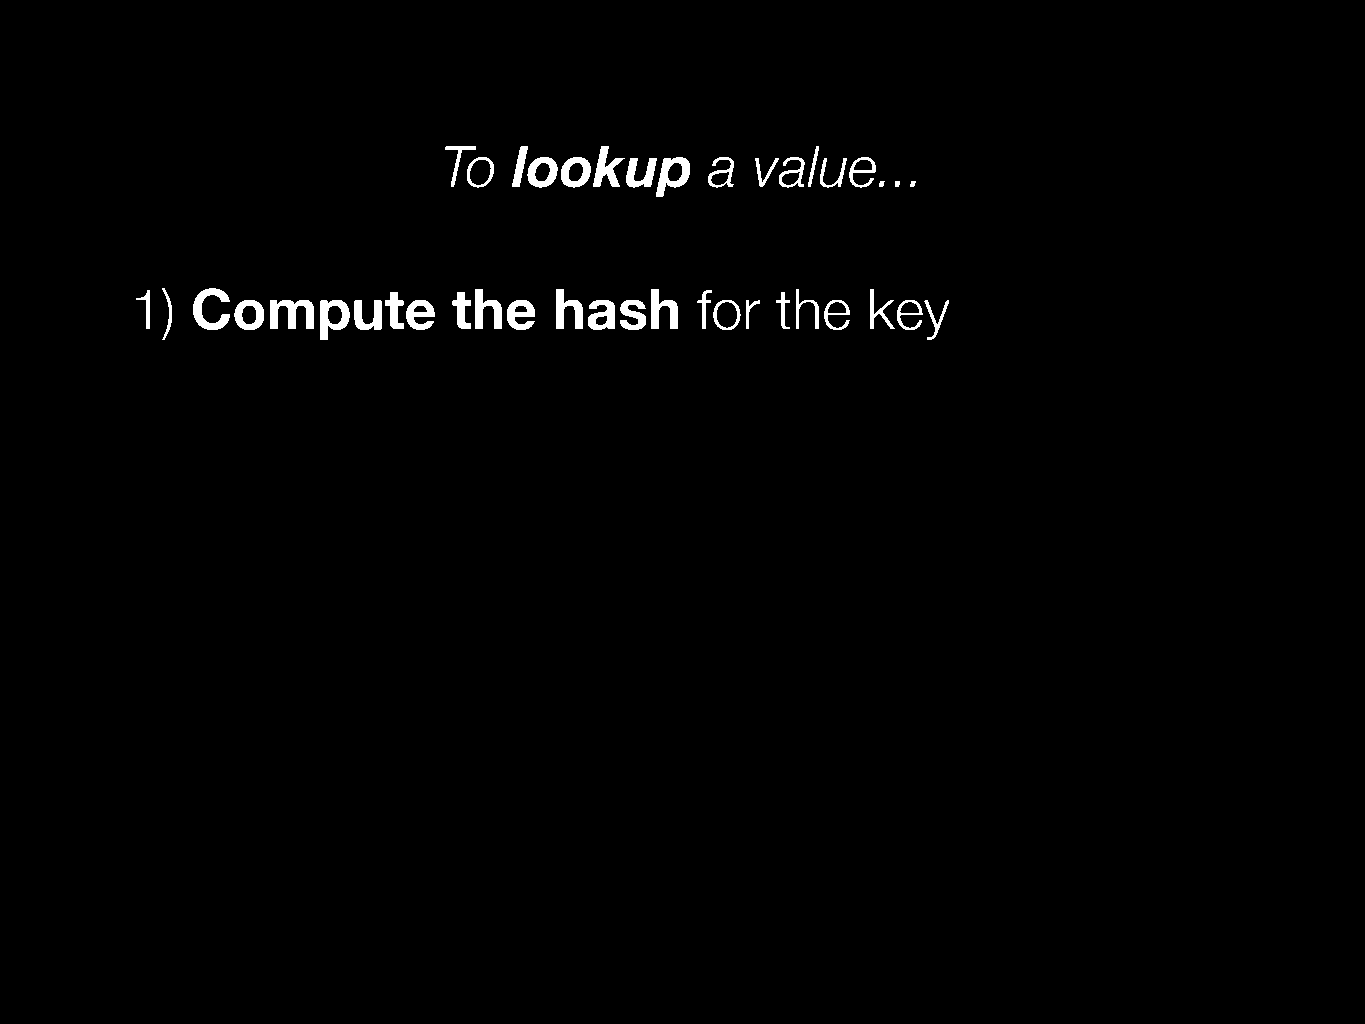 To lookup a value...
1) Compute the hash for the key